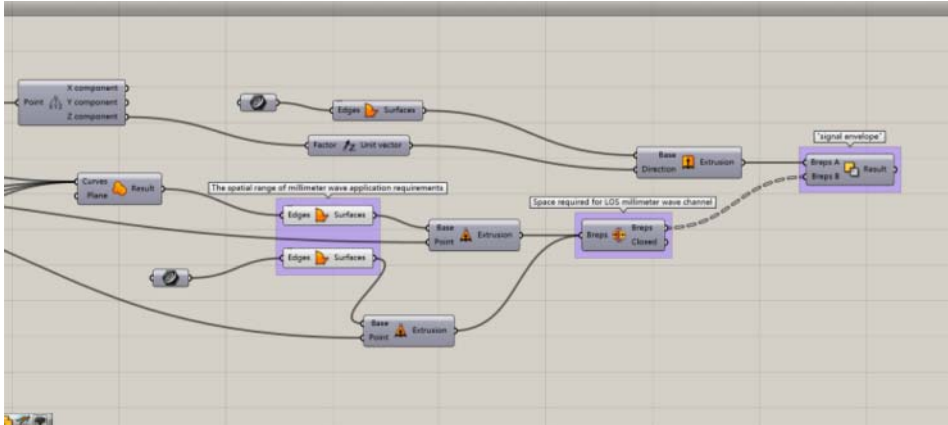 X component
Point Y component
Z component
Edges Surfaces
Factor Unit vector
"signal envelope"
Base
Direction Extrusion
Breps A
Breps B Result
Curves
Plane Result
The spatial range of millimeter wave application requirements
Edges Surfaces
Space required for LOS millimeter wave channel
Base
Point Extrusion
Breps Breps
Closed
Edges Surfaces
Base
Point Extrusion